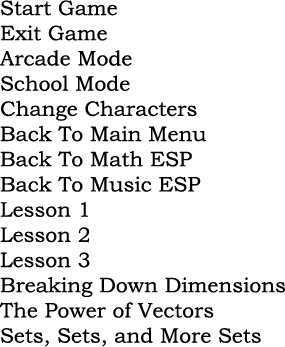 Start Game
Exit Game
Arcade Mode
School Mode
Change Characters
Back To Main Menu
Back To Math ESP
Back To Music ESP
Lesson 1
Lesson 2
Lesson 3
Breaking Down Dimensions
The Power of Vectors
Sets, Sets, and More Sets